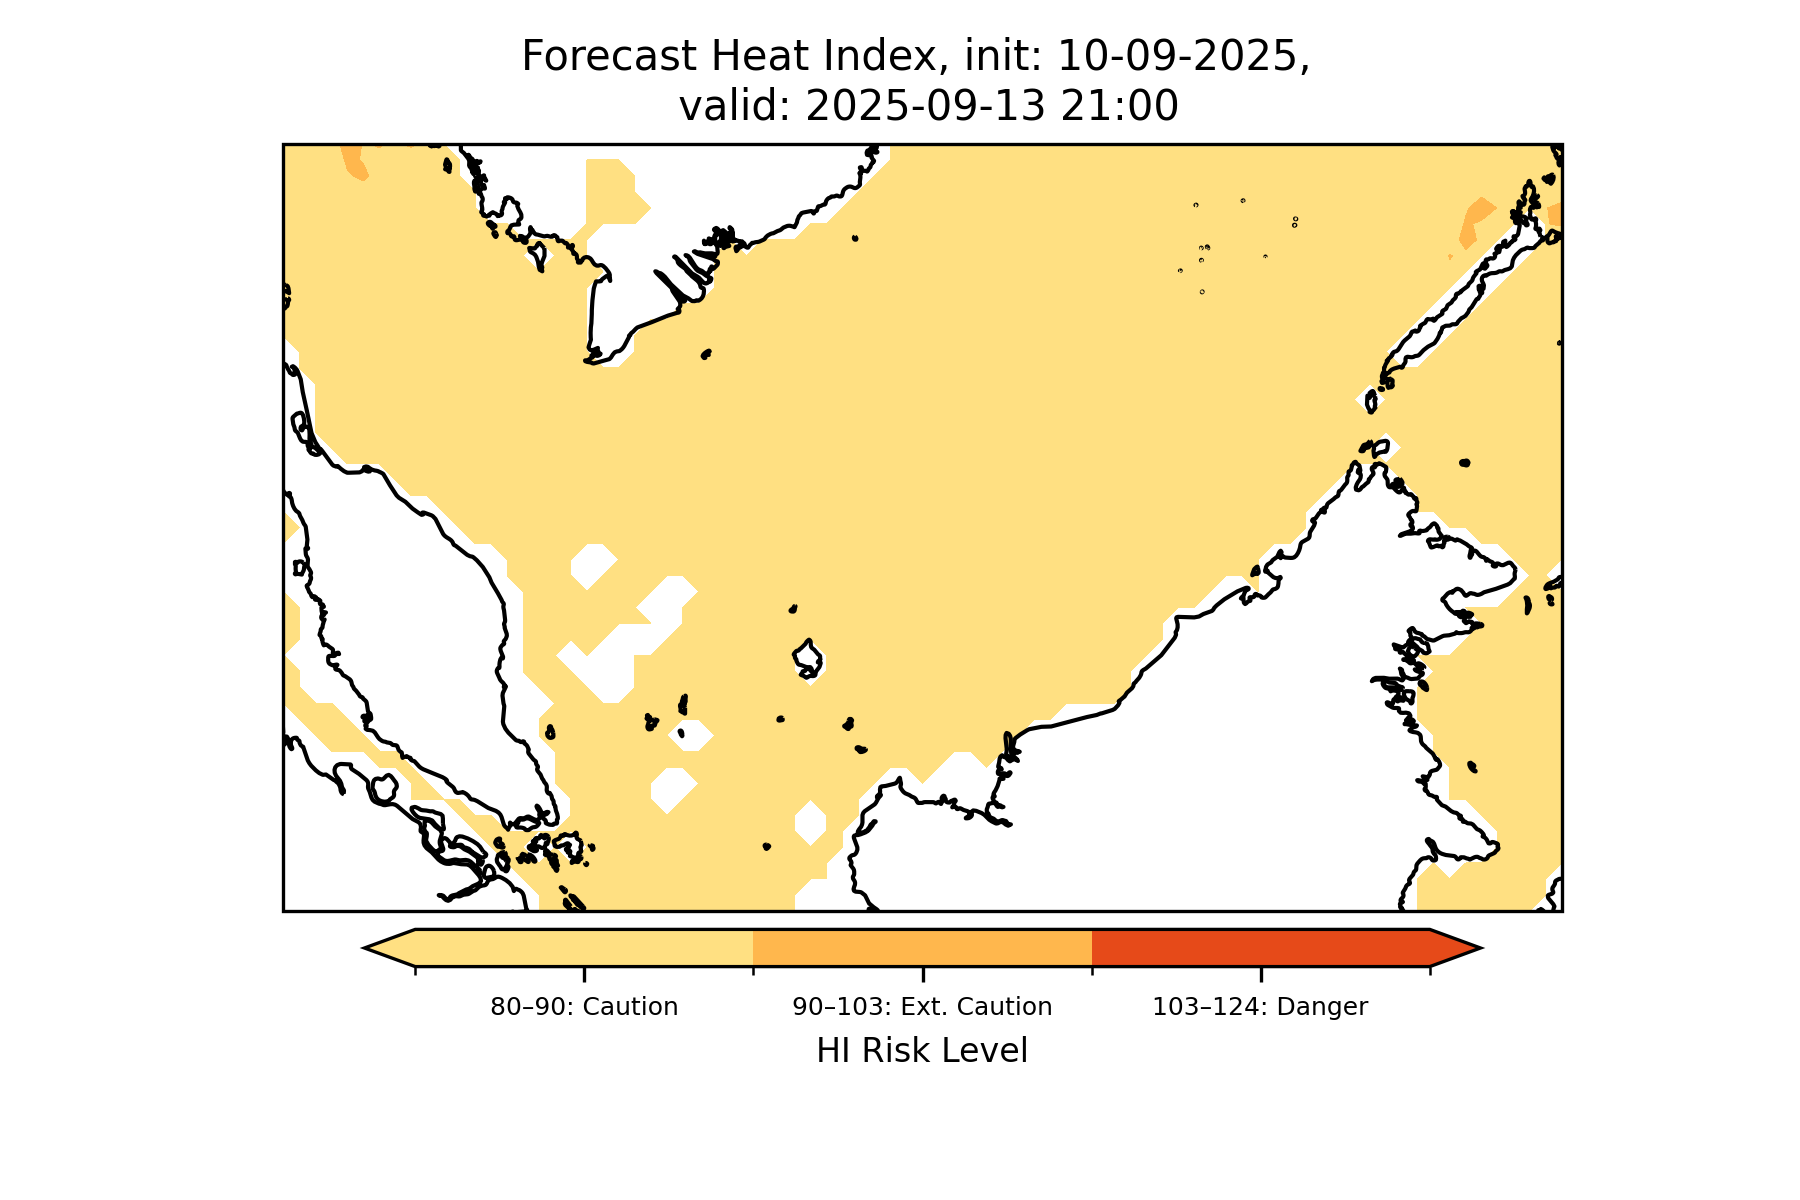 Forecast Heat Index, init: 10-09-2025,
valid: 2025-09-13 21:00
80–90: Caution
90–103: Ext. Caution
103–124: Danger
HI Risk Level